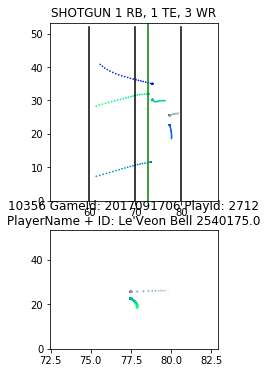 SHOTGUN 1 RB, 1 TE, 3 WR
50
40
30
20
10
0
60 70 80
10356 GameId: 2017091706 PlayId: 2712
PlayerName + ID: Le'Veon Bell 2540175.0
40
20
0
72.5 75.0 77.5 80.0 82.5